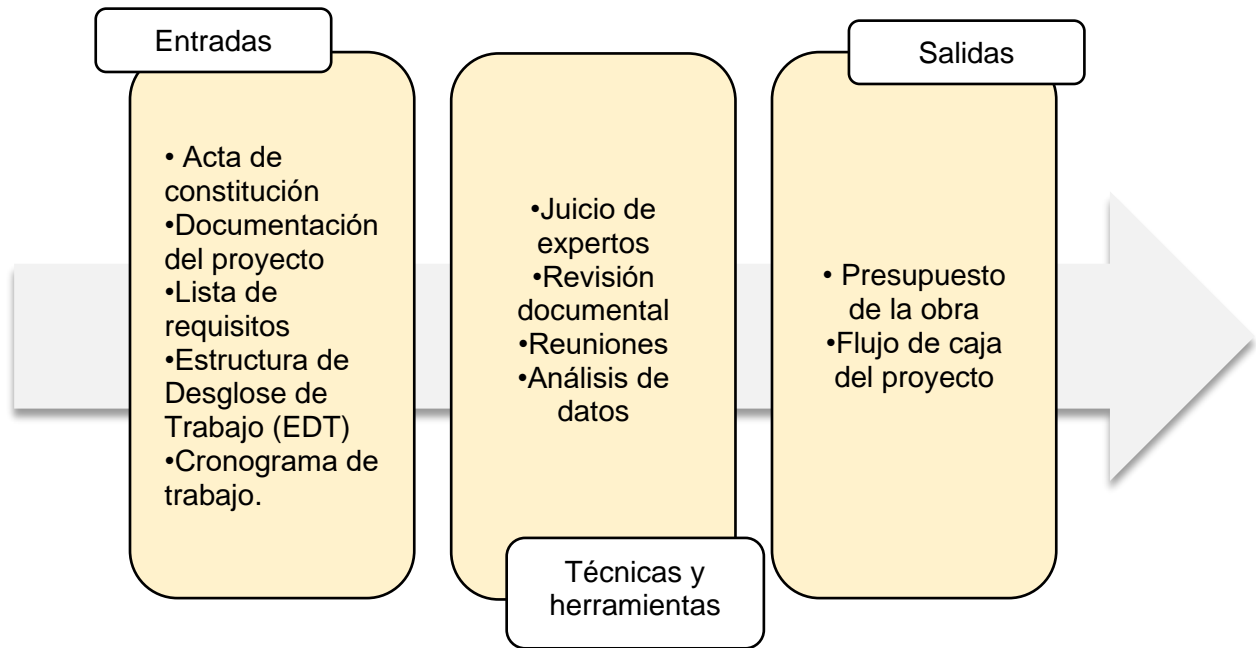 Entradas
• Acta de
constitución
•Documentación
del proyecto
•Lista de
requisitos
•Estructura de
Desglose de
Trabajo (EDT)
•Cronograma de
trabajo.
•Juicio de
expertos
•Revisión
documental
•Reuniones
•Análisis de
datos
Técnicas y
herramientas
Salidas
• Presupuesto
de la obra
•Flujo de caja
del proyecto